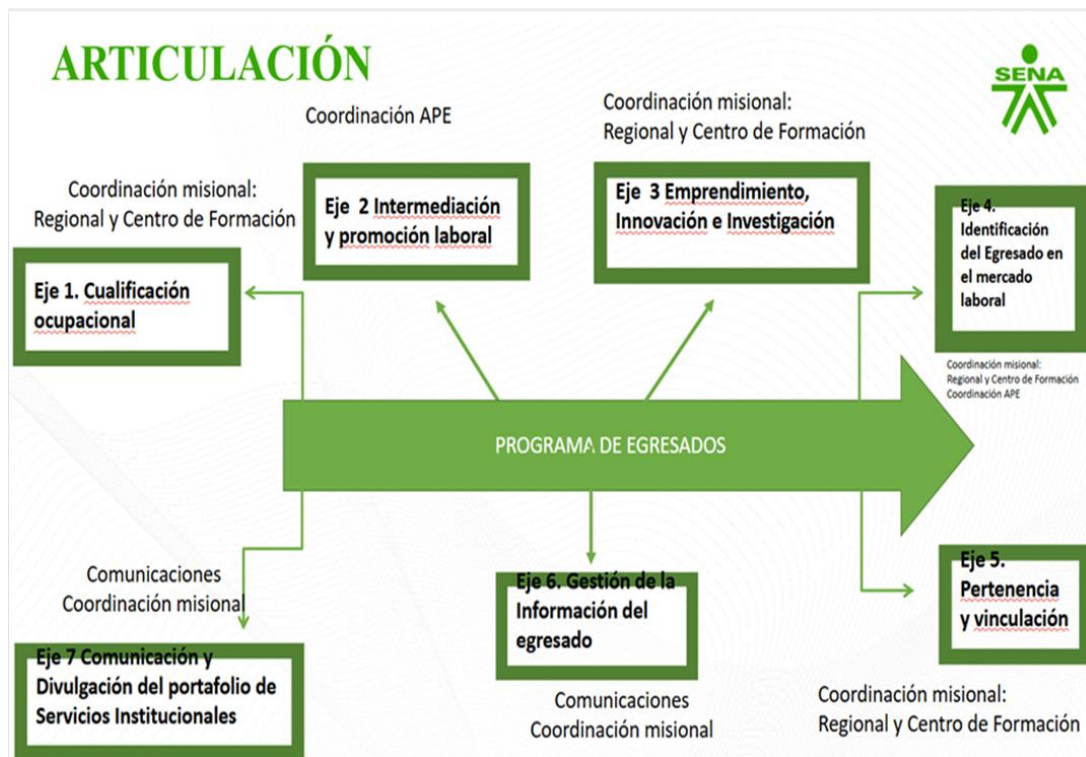 ARTICULACIÓN
SENA
Coordinación APE
Coordinación misional:
Regional y Centro de Formación
Coordinación misional:
Regional y Centro de Formación
Eje 2 Intermediación
y promoción laboral
Eje 3 Emprendimiento,
Innovación e Investigación
Eje 4.
Identificación
del Egresado en
el mercado
laboral
Eje 1. Cualificación
ocupacional
Coordinación misional:
Regional y Centro de Formación
Coordinación APE
PROGRAMA DE EGRESADOS
Comunicaciones
Coordinación misional
Eje 7 Comunicación y
Divulgación del portafolio de
Servicios Institucionales
Eje 6. Gestión de la
Información del
egresado
Comunicaciones
Coordinación misional
Eje 5.
Pertenencia
y vinculación
Coordinación misional:
Regional y Centro de Formación